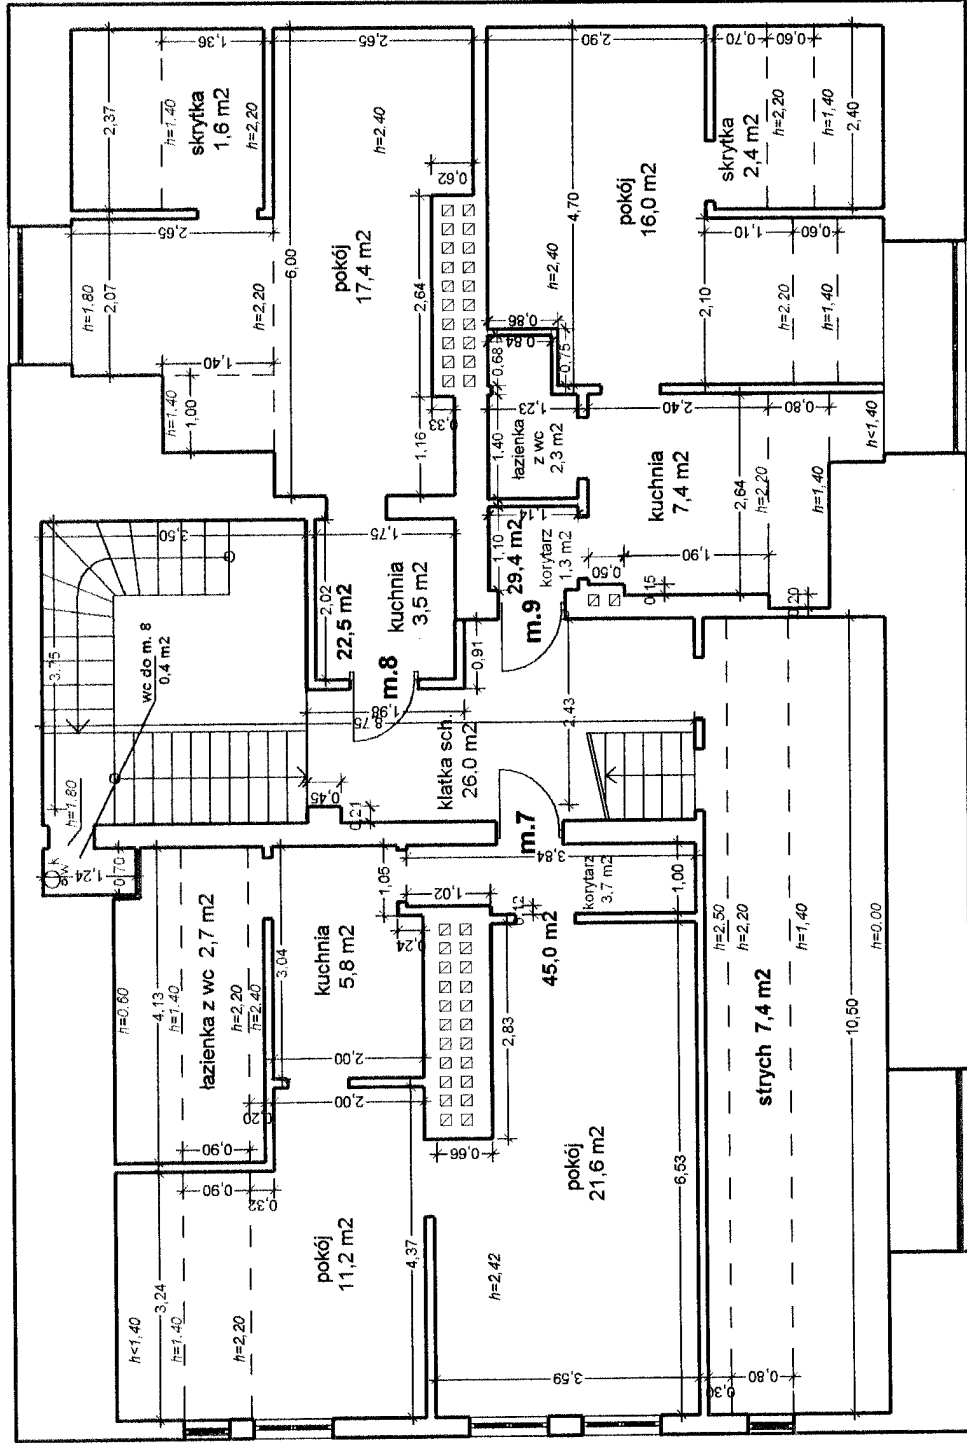 2,37
h=1.40
1,36
skrytka
1,6 m2
h=2,20
2,65
h=1.80
2,07
2,65
h=2,20
1,40
h=1.40
1,00
6,00
pokój
17,4 m2
h=2.40
0,62
2,64
0,33
1,16
2,90
4,70
pokój
16,0 m2
h=2,40
0,86
0,84
0,75
0,68
0,70
0,60
skrytka
2,4 m2
h=2,20
h=1,40
2,40
1,10
0,60
2,10
h=2.20
h=1.40
1,40
łazienka
z wc
2,3 m2
1,23
2,40
0,80
kuchnia
7,4 m2
2,64
h=2,20
h=1,40
h<1,40
1,14
1,10
29,4 m2
korytarz
1,3 m2
m.9
0,50
0,15
1,90
0,20
3,50
3.75
wc do m. 8
0,4 m2
h=1.80
1,75
2,02
22,5 m2
kuchnia
3,5 m2
m.8
0,91
1,98
8,75
klatka sch.
26.0 m2
2,43
0,45
0,21
m.7
1,24
0,70
h=0.60
4,13
h=1.40
łazienka z wc 2,7 m2
h=2,20
h=2,40
0,90
0,20
3,04
kuchnia
5,8 m2
2,00
2,00
1,05
1,02
0,24
0,12
3,84
korytarz
3,7 m2
1,00
45,0 m2
2,83
0,66
h<1,40
3,24
h=1.40
h=2,20
0,90
0,32
pokój
11,2 m2
4,37
h=2,42
pokój
21,6 m2
6,53
3,59
h=2.50
h=2,20
h=1,40
h=0,00
strych 7,4 m2
10,50
0,30
0,80